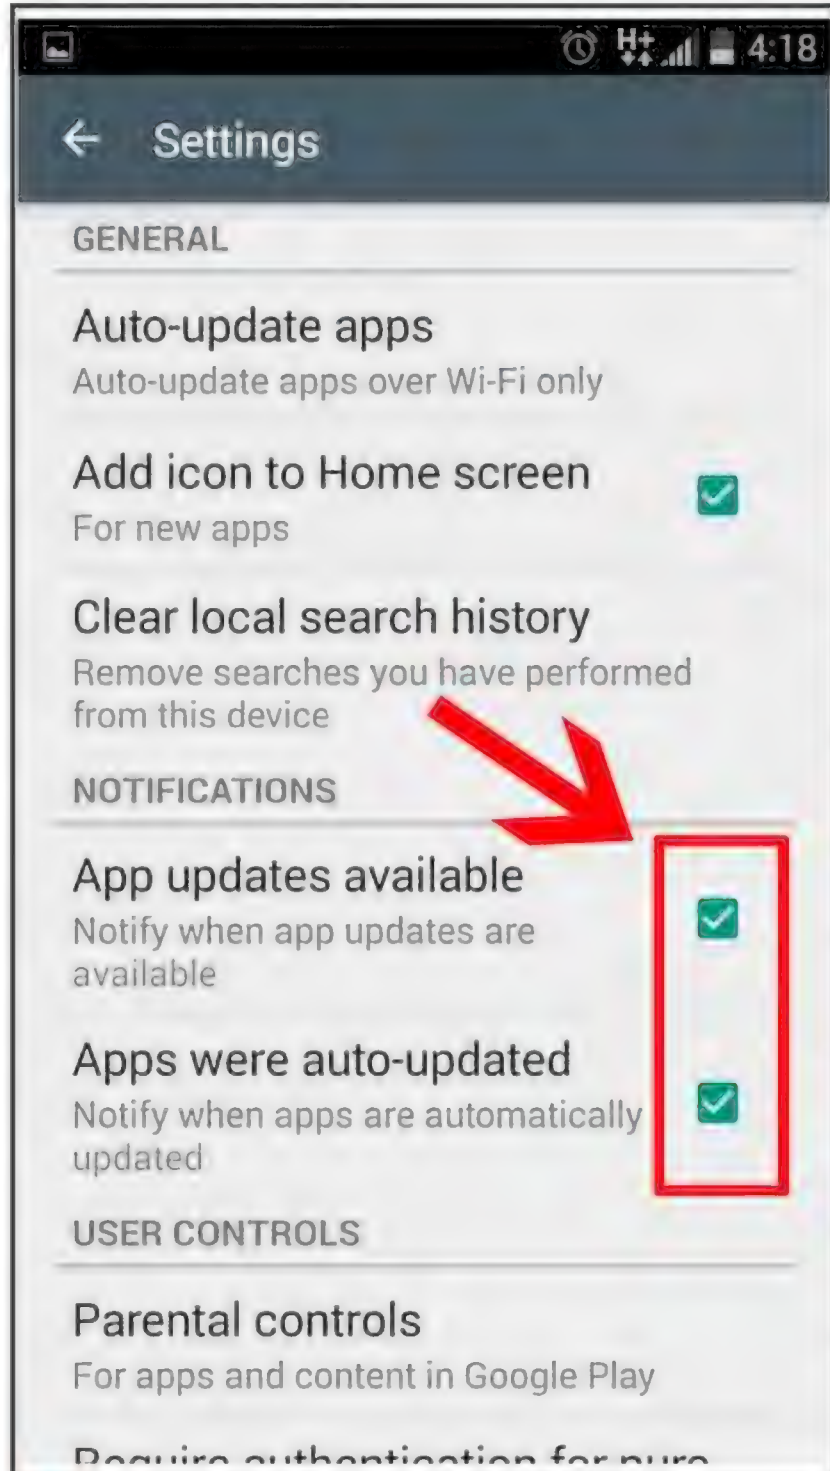 H+ 4:18
Settings
GENERAL
Auto-update apps
Auto-update apps over Wi-Fi only
Add icon to Home screen
For new apps
Clear local search history
Remove searches you have performed
from this device
NOTIFICATIONS
App updates available
Notify when app updates are
available
Apps were auto-updated
Notify when apps are automatically
updated
USER CONTROLS
Parental controls
For apps and content in Google Play
Require authentication for